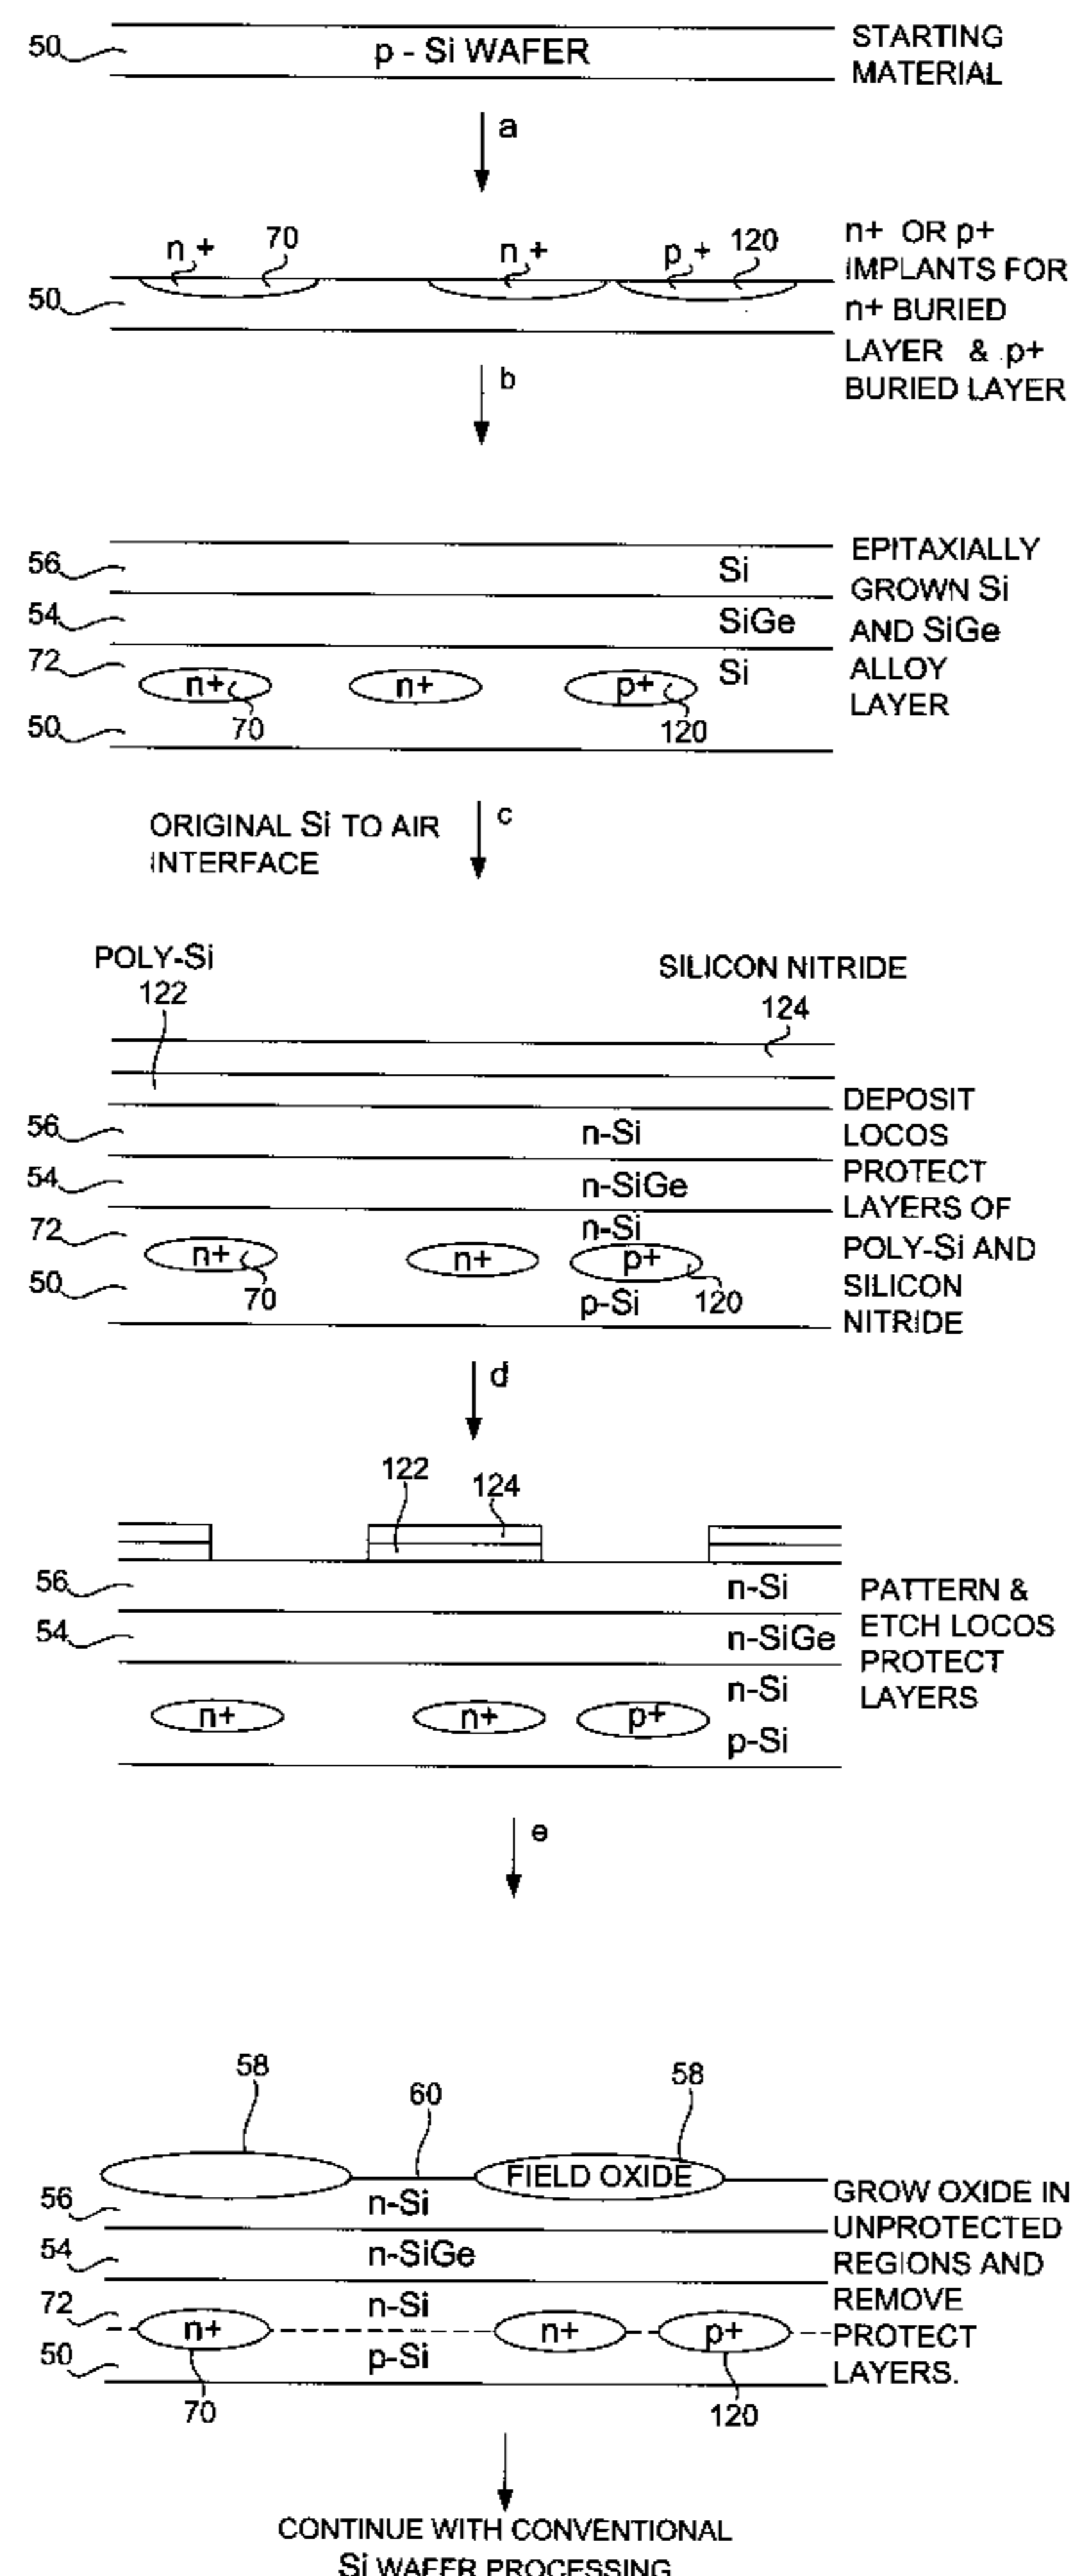 50
p - Si WAFER
STARTING
MATERIAL
a
n+
70
n+
p+
120
50
n+ OR p+
IMPLANTS FOR
n+ BURIED
LAYER & p+
BURIED LAYER
b
56
Si
54
SiGe
72
Si
n+
n+
p+
50
70
120
EPITAXIALLY
GROWN Si
AND SiGe
ALLOY
LAYER
ORIGINAL Si TO AIR
INTERFACE
c
POLY-Si
122
SILICON NITRIDE
124
56
n-Si
54
n-SiGe
72
n-Si
n+
n+
p+
50
70
p-Si
120
DEPOSIT
LOCOS
PROTECT
LAYERS OF
POLY-Si AND
SILICON
NITRIDE
d
122
124
56
n-Si
54
n-SiGe
n-Si
n+
n+
p+
p-Si
PATTERN &
ETCH LOCOS
PROTECT
LAYERS
e
58
60
58
FIELD OXIDE
56
n-Si
54
n-SiGe
72
n-Si
n+
n+
p+
50
p-Si
70
120
GROW OXIDE IN
UNPROTECTED
REGIONS AND
REMOVE
PROTECT
LAYERS.
CONTINUE WITH CONVENTIONAL
Si WAFER PROCESSING